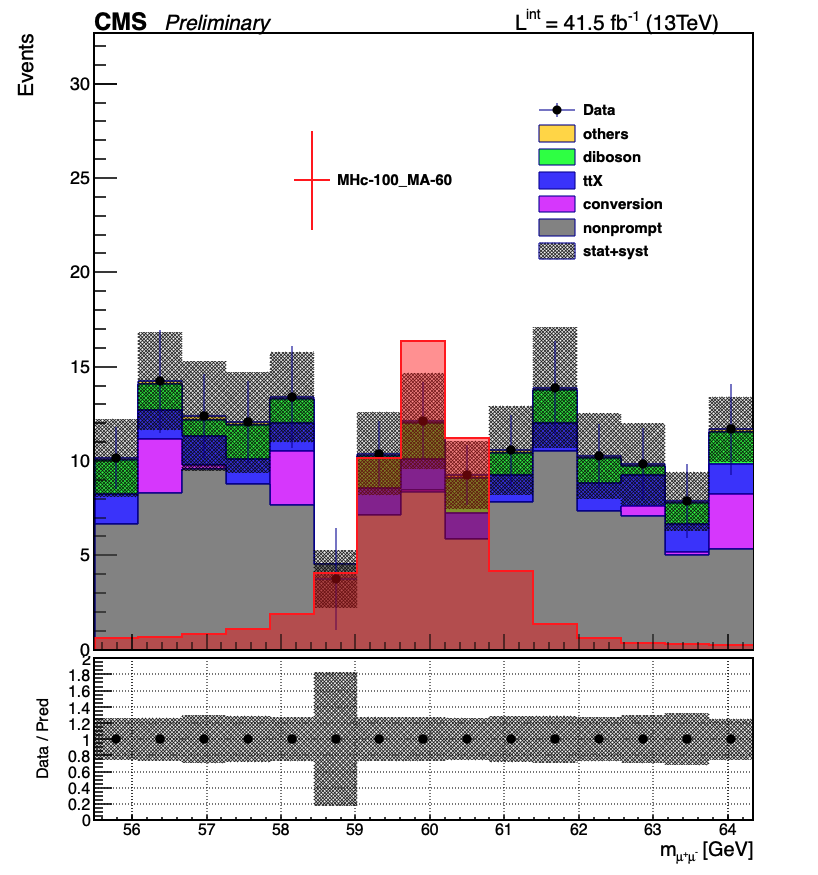 CMS Preliminary L^int = 41.5 fb^-1 (13TeV)
Events
30
25
20
15
10
5
0
Data
others
diboson
ttX
conversion
nonprompt
stat+syst
MHc-100_MA-60
Data / Pred
2
1.8
1.6
1.4
1.2
1
0.8
0.6
0.4
0.2
0
56 57 58 59 60 61 62 63 64
m_μ⁺μ⁻ [GeV]